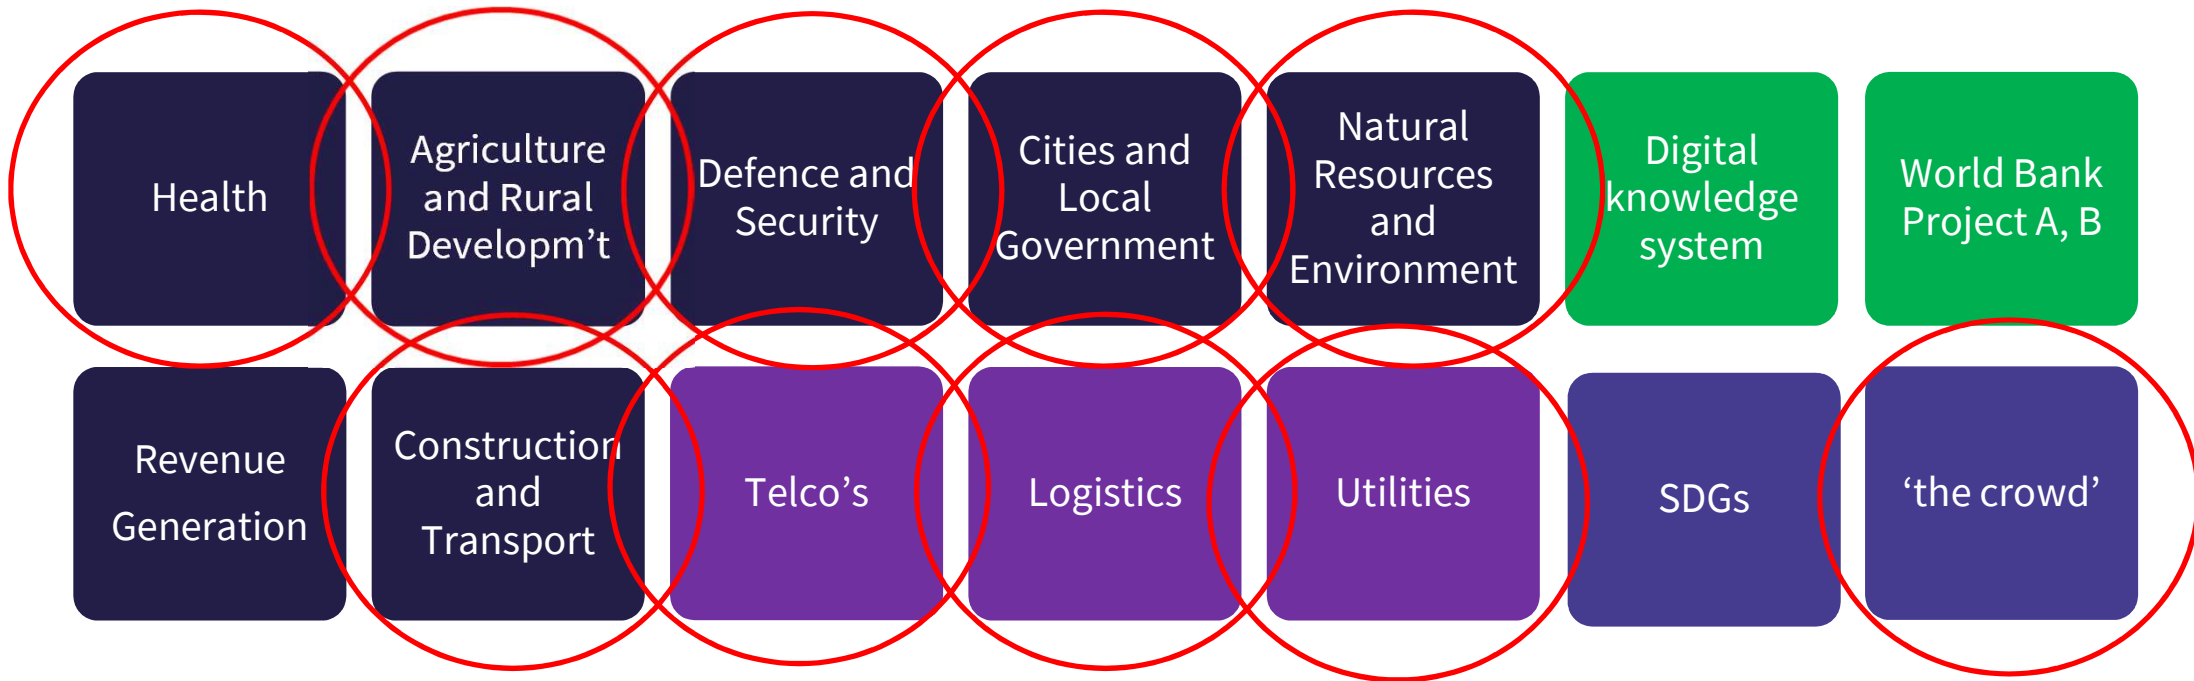 Health
Agriculture
and Rural
Developm’t
Defence and
Security
Cities and
Local
Government
Natural
Resources
and
Environment
Digital
knowledge
system
World Bank
Project A, B
Revenue
Generation
Construction
and
Transport
Telco’s
Logistics
Utilities
SDGs
‘the crowd’